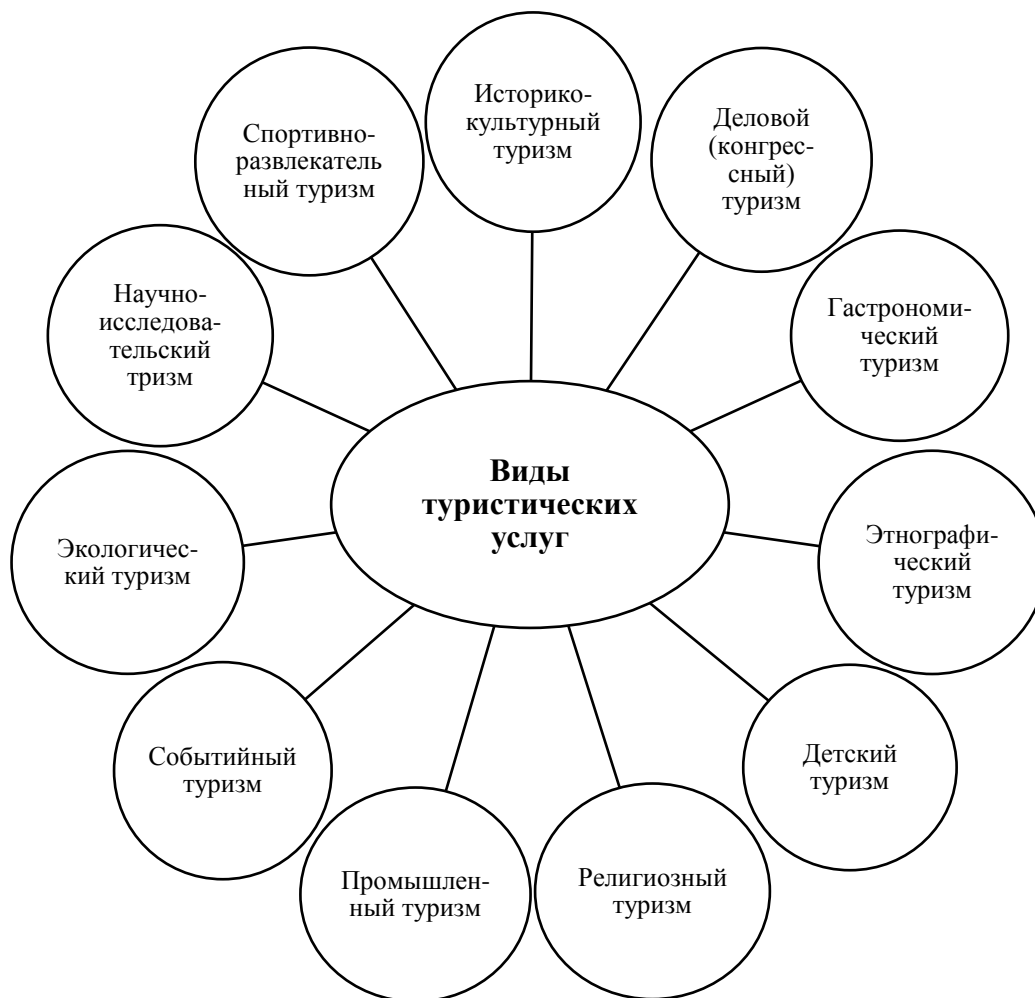 Историко-
культурный
туризм
Деловой
(конгрес-
сный)
туризм
Гастрономи-
ческий
туризм
Этнографи-
ческий
туризм
Детский
туризм
Религиозный
туризм
Промышлен-
ный туризм
Событийный
туризм
Экологичес-
кий туризм
Научно-
исследова-
тельский
тризм
Спортивно-
развлекатель
ный туризм
Виды
туристических
услуг